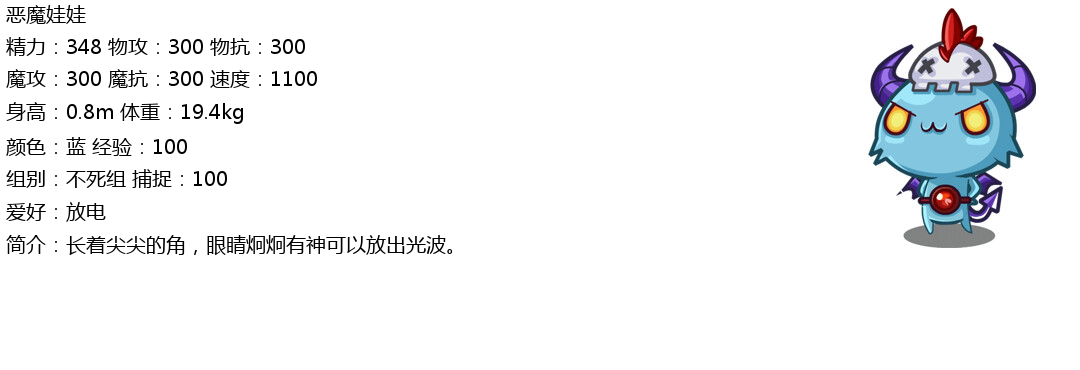 恶魔娃娃
精力：348 物攻：300 物抗：300
魔攻：300 魔抗：300 速度：1100
身高：0.8m 体重：19.4kg
颜色：蓝 经验：100
组别：不死组 捕捉：100
爱好：放电
简介：长着尖尖的角，眼睛炯炯有神可以放出光波。